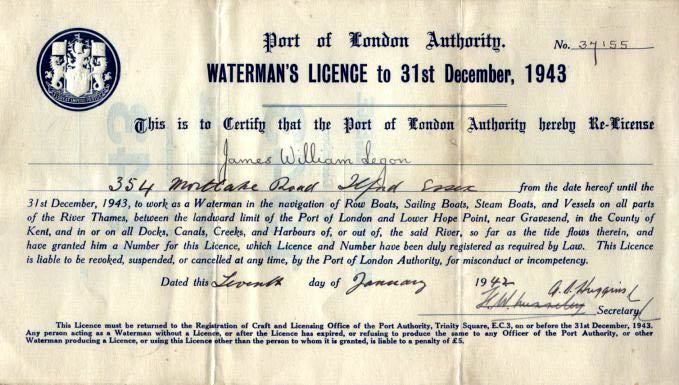 Port of London Authority.
No. 37155
WATERMAN'S LICENCE to 31st December, 1943
This is to Certify that the Port of London Authority hereby Re-License
James William Legon
354 Mortlake Road Ilford Essex from the date hereof until the
31st December, 1943, to work as a Waterman in the navigation of Row Boats, Sailing Boats, Steam Boats, and Vessels on all parts
of the River Thames, between the landward limit of the Port of London and Lower Hope Point, near Gravesend, in the County of
Kent, and in or on all Docks, Canals, Creeks, and Harbours of, or out of, the said River, so far as the tide flows therein, and
have granted him a Number for this Licence, which Licence and Number have been duly registered as required by Law. This Licence
is liable to be revoked, suspended, or cancelled at any time, by the Port of London Authority, for misconduct or incompetency.
Dated this Seventh day of January 1942
A. D. Huggins
Secretary
This Licence must be returned to the Registration of Craft and Licensing Office of the Port Authority, Trinity Square, E.C.3, on or before the 31st December, 1943.
Any person acting as a Waterman without a Licence, or after the Licence has expired, or refusing to produce the same to any Officer of the Port Authority, or other
Waterman producing a Licence, or using this Licence other than the person to whom it is granted, is liable to a penalty of £5.